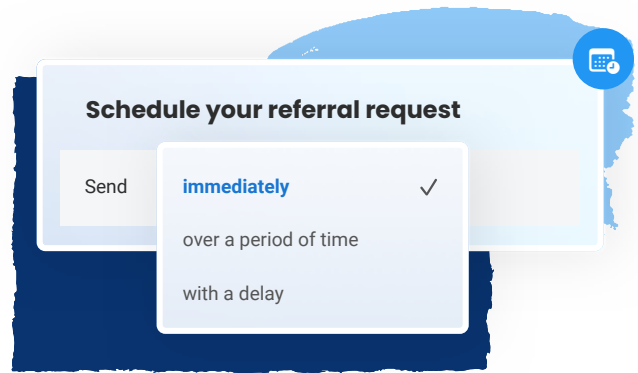 Schedule your referral request
Send immediately
over a period of time
with a delay